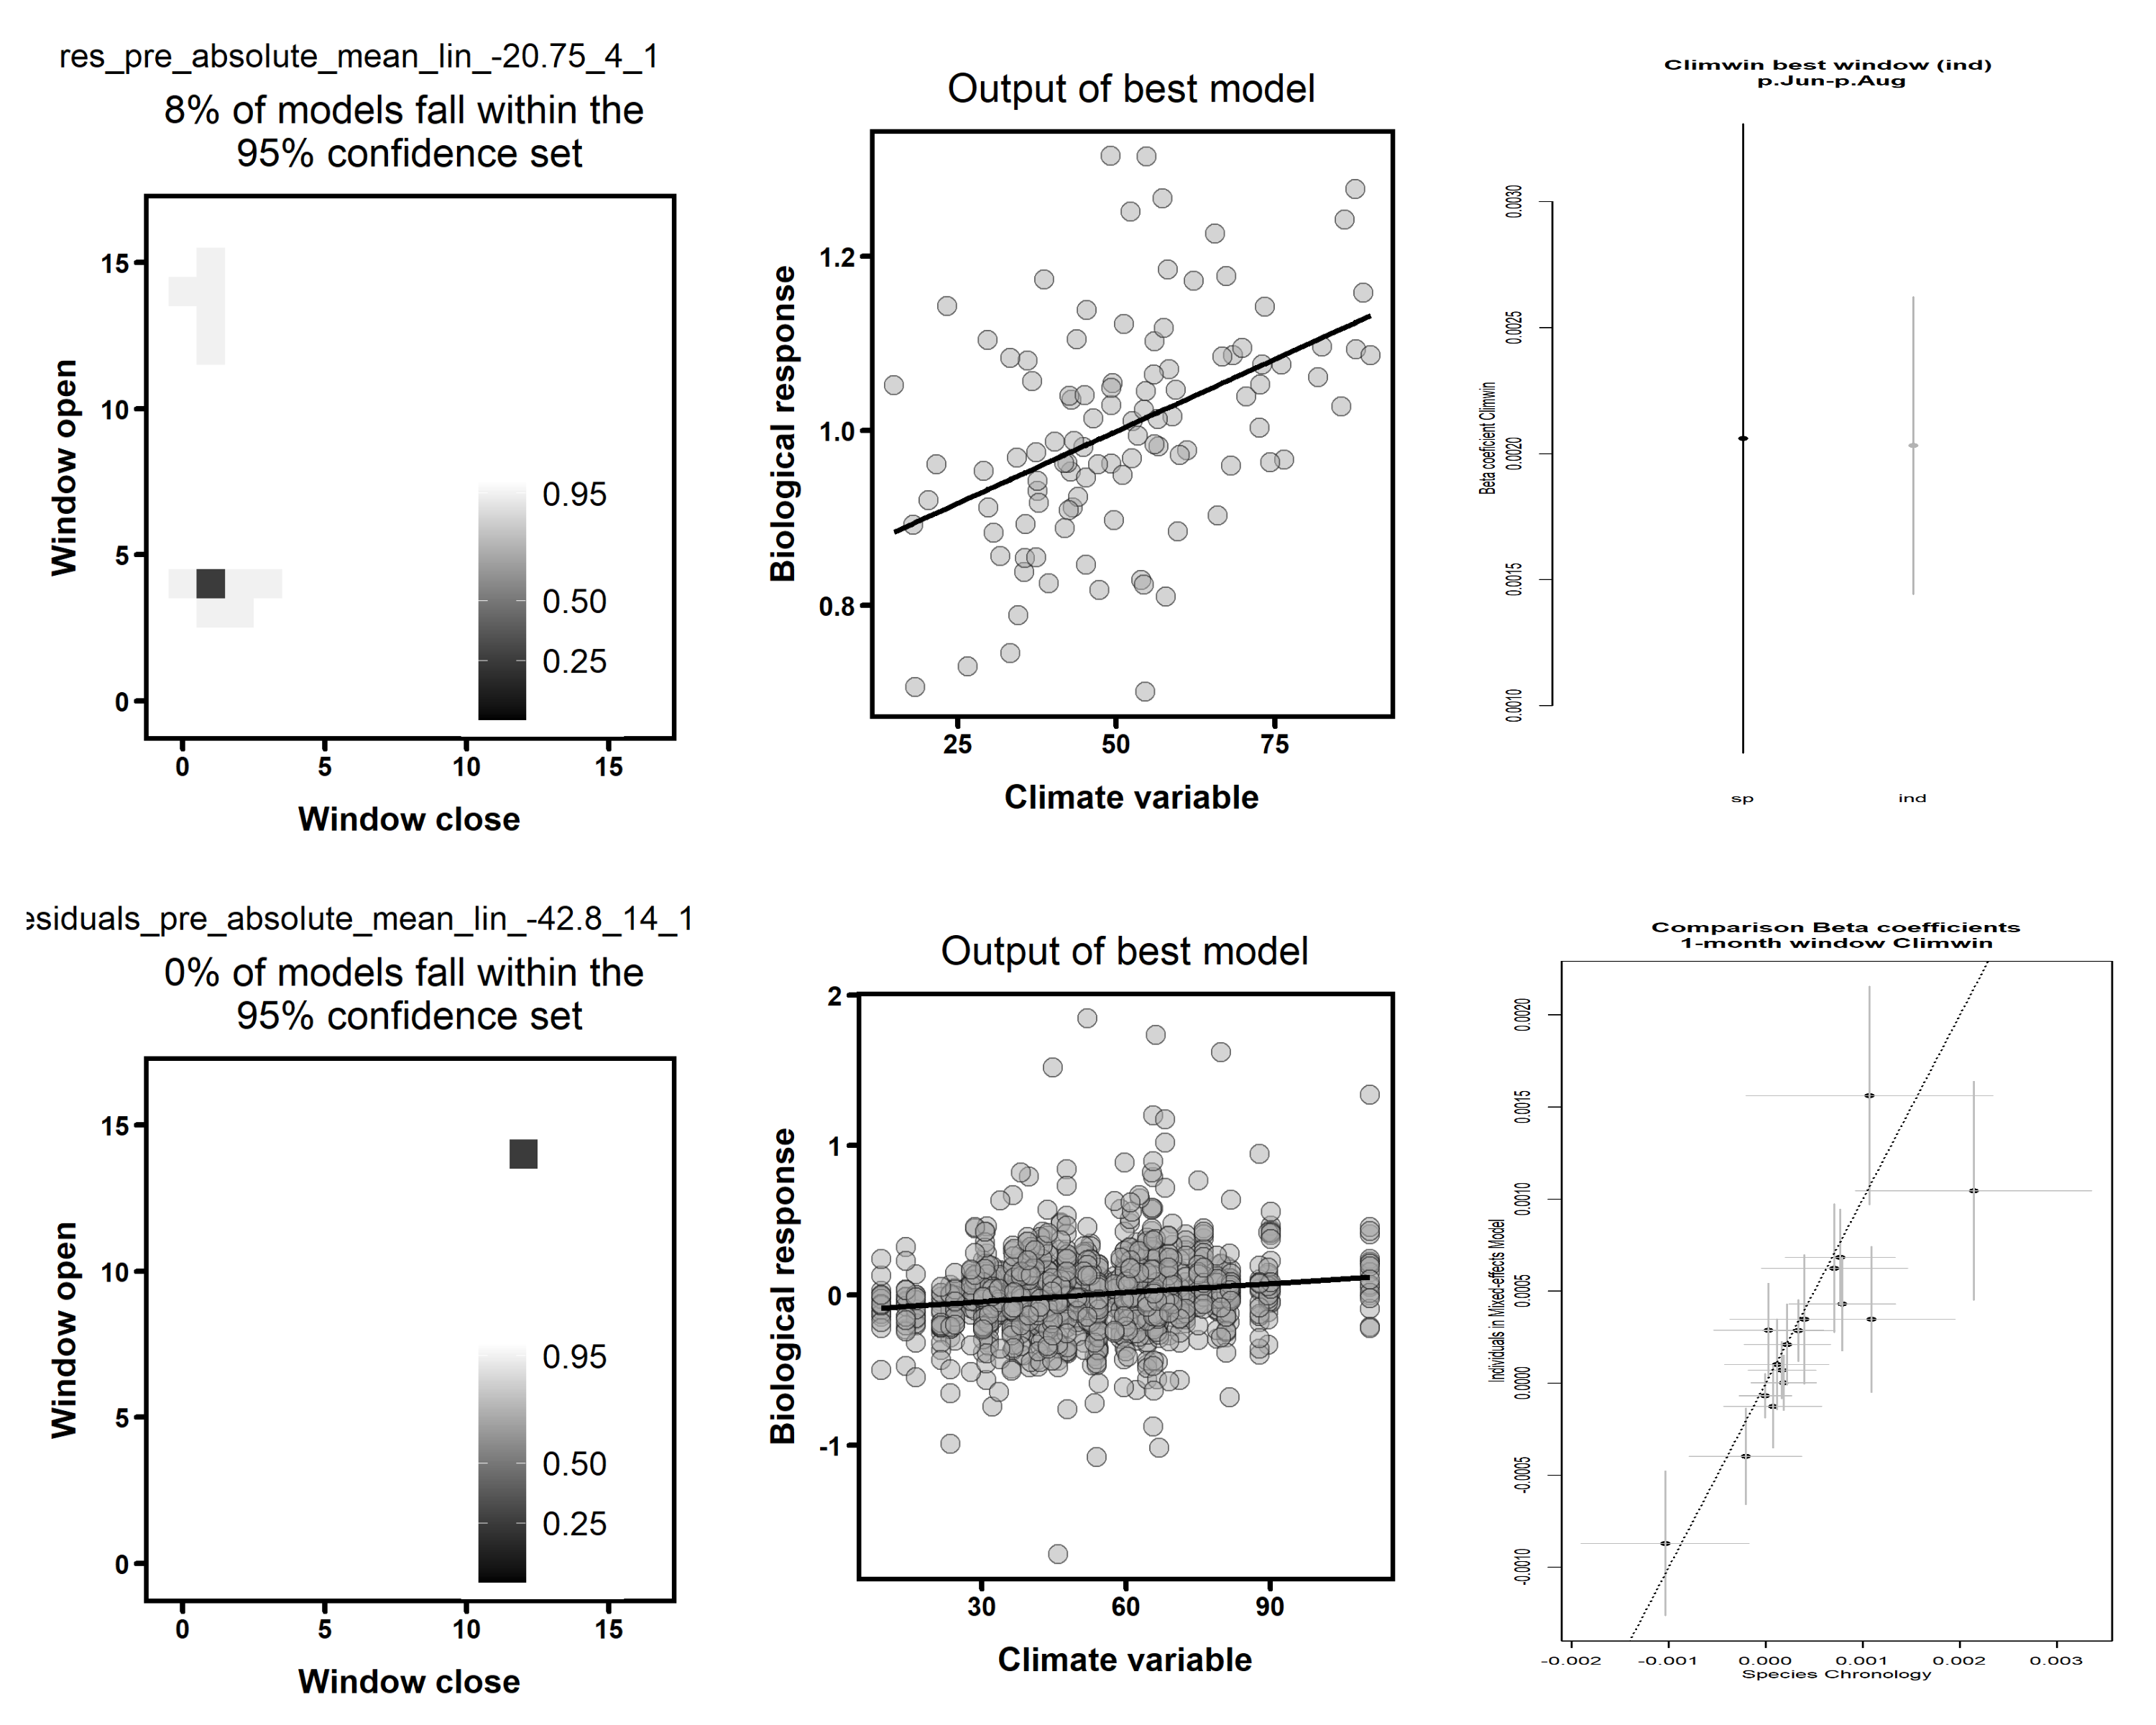 res_pre_absolute_mean_lin_-20.75_4_1
8% of models fall within the
95% confidence set
Window open
15
10
5
0
0.95
0.50
0.25
0 5 10 15
Window close
Output of best model
Biological response
1.2
1.0
0.8
25 50 75
Climate variable
Climwin best window (ind)
p.Jun-p.Aug
Beta coefficient Climwin
0.0030
0.0025
0.0020
0.0015
0.0010
sp ind
esiduals_pre_absolute_mean_lin_-42.8_14_1
0% of models fall within the
95% confidence set
Window open
15
10
5
0
0.95
0.50
0.25
0 5 10 15
Window close
Output of best model
Biological response
2
1
0
-1
30 60 90
Climate variable
Comparison Beta coefficients
1-month window Climwin
Individuals in Mixed-effects Model
0.0020
0.0015
0.0010
0.0005
0.0000
-0.0005
-0.0010
-0.002 -0.001 0.000 0.001 0.002 0.003
Species Chronology